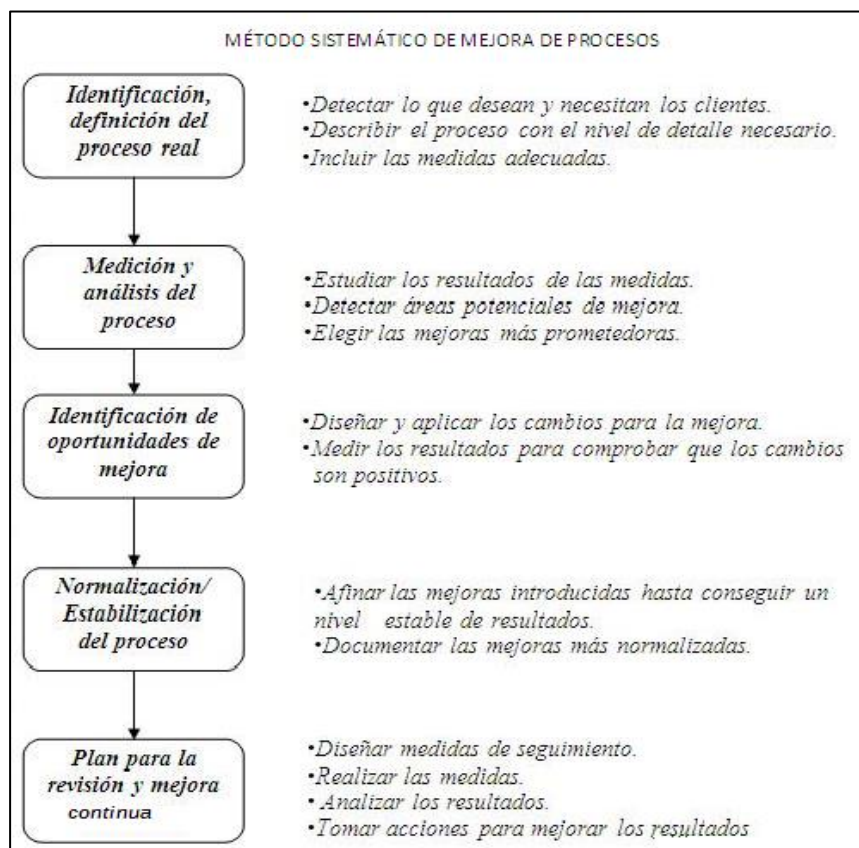 MÉTODO SISTEMÁTICO DE MEJORA DE PROCESOS
Identificación,
definición del
proceso real
•Detectar lo que desean y necesitan los clientes.
•Describir el proceso con el nivel de detalle necesario.
•Incluir las medidas adecuadas.
Medición y
análisis del
proceso
•Estudiar los resultados de las medidas.
•Detectar áreas potenciales de mejora.
•Elegir las mejoras más prometedoras.
Identificación de
oportunidades de
mejora
•Diseñar y aplicar los cambios para la mejora.
•Medir los resultados para comprobar que los cambios
son positivos.
Normalización/
Estabilización
del proceso
•Afinar las mejoras introducidas hasta conseguir un
nivel estable de resultados.
•Documentar las mejoras más normalizadas.
Plan para la
revisión y mejora
continua
•Diseñar medidas de seguimiento.
•Realizar las medidas.
•Analizar los resultados.
•Tomar acciones para mejorar los resultados